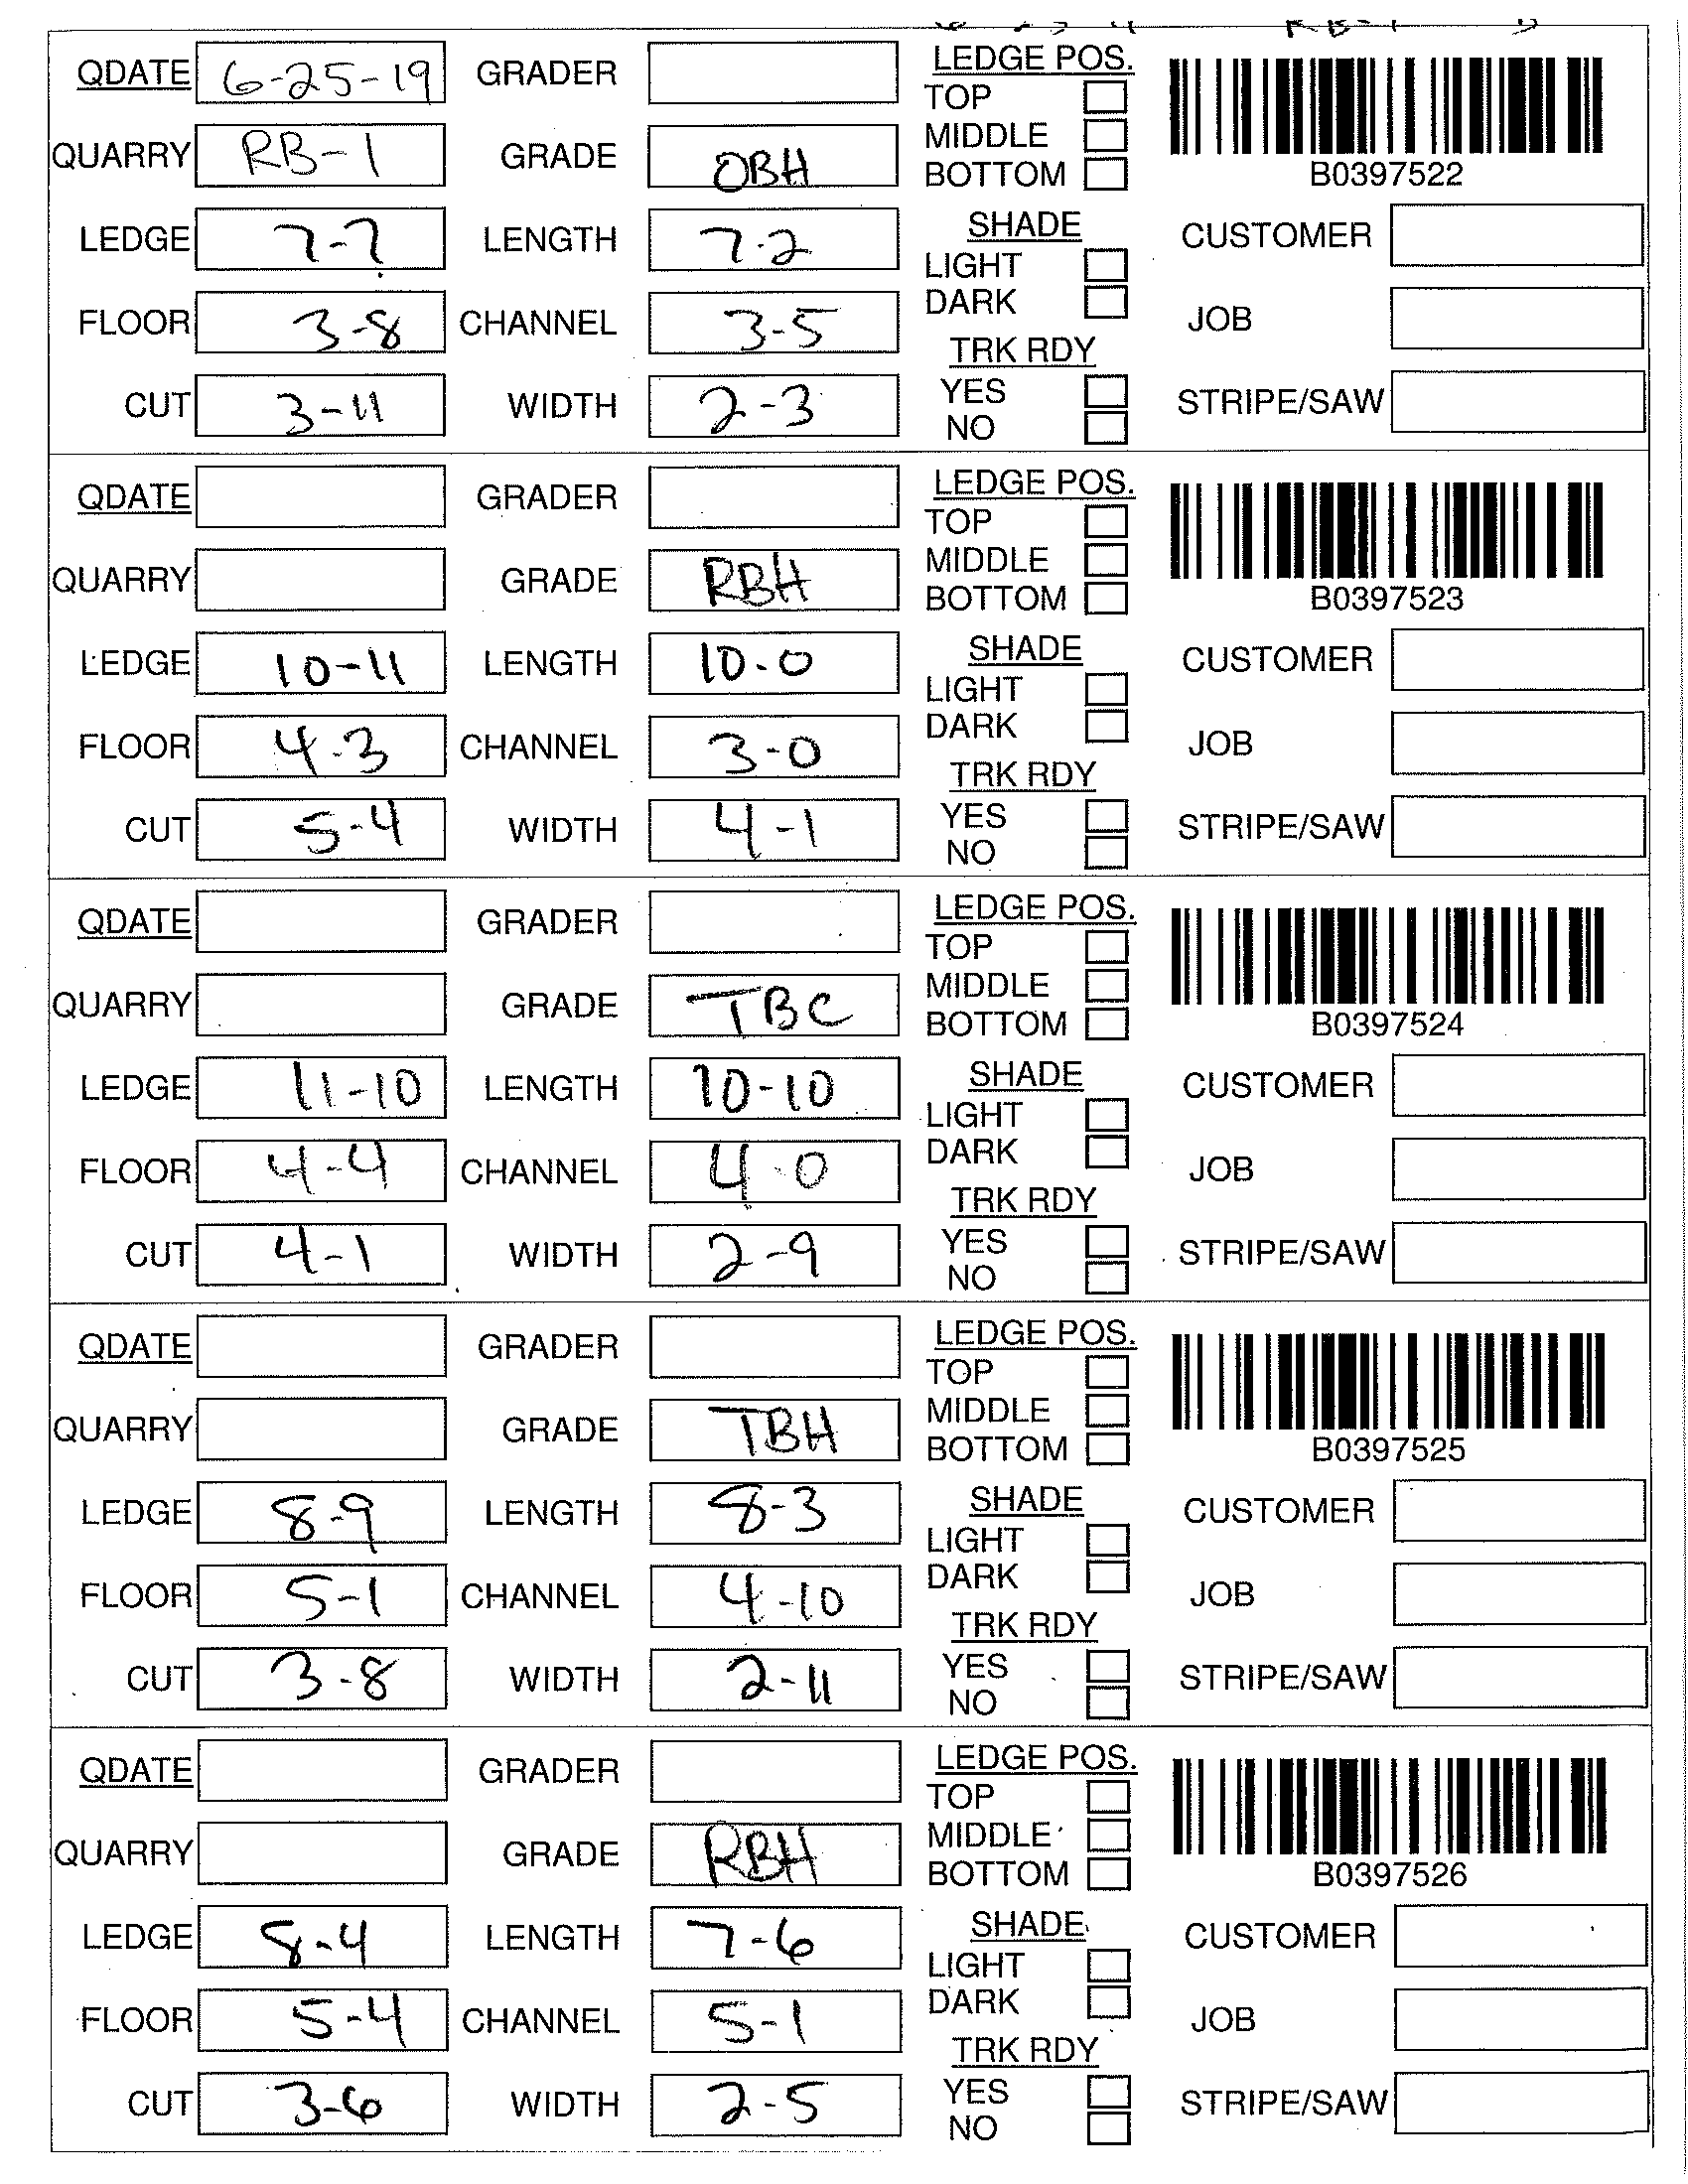 QDATE 6-25-19 GRADER LEDGE POS.
TOP
QUARRY RB-1 GRADE OBH MIDDLE
BOTTOM B0397522
LEDGE 7-7 LENGTH 7-2 SHADE CUSTOMER
LIGHT
FLOOR 3-8 CHANNEL 3-5 DARK JOB
TRK RDY
CUT 3-11 WIDTH 2-3 YES STRIPE/SAW
NO
QDATE GRADER LEDGE POS.
TOP
QUARRY GRADE RBH MIDDLE
BOTTOM B0397523
LEDGE 10-11 LENGTH 10-0 SHADE CUSTOMER
LIGHT
FLOOR 4-3 CHANNEL 3-0 DARK JOB
TRK RDY
CUT 5-4 WIDTH 4-1 YES STRIPE/SAW
NO
QDATE GRADER LEDGE POS.
TOP
QUARRY GRADE TBC MIDDLE
BOTTOM B0397524
LEDGE 11-10 LENGTH 10-10 SHADE CUSTOMER
LIGHT
FLOOR 4-4 CHANNEL 4-0 DARK JOB
TRK RDY
CUT 4-1 WIDTH 2-9 YES STRIPE/SAW
NO
QDATE GRADER LEDGE POS.
TOP
QUARRY GRADE TBH MIDDLE
BOTTOM B0397525
LEDGE 8-9 LENGTH 8-3 SHADE CUSTOMER
LIGHT
FLOOR 5-1 CHANNEL 4-10 DARK JOB
TRK RDY
CUT 3-8 WIDTH 2-11 YES STRIPE/SAW
NO
QDATE GRADER LEDGE POS.
TOP
QUARRY GRADE RBH MIDDLE
BOTTOM B0397526
LEDGE 8-4 LENGTH 7-6 SHADE CUSTOMER
LIGHT
FLOOR 5-4 CHANNEL 5-1 DARK JOB
TRK RDY
CUT 3-6 WIDTH 2-5 YES STRIPE/SAW
NO